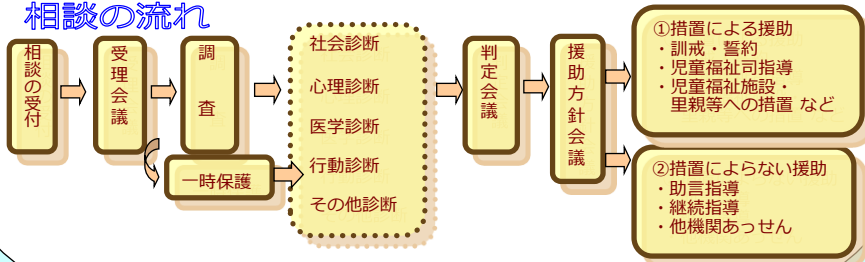 相談の流れ
相談の受付
受理会議
調査
一時保護
社会診断
心理診断
医学診断
行動診断
その他診断
判定会議
援助方針会議
①措置による援助
・訓戒・誓約
・児童福祉司指導
・児童福祉施設・
里親等への措置 など
②措置によらない援助
・助言指導
・継続指導
・他機関あっせん